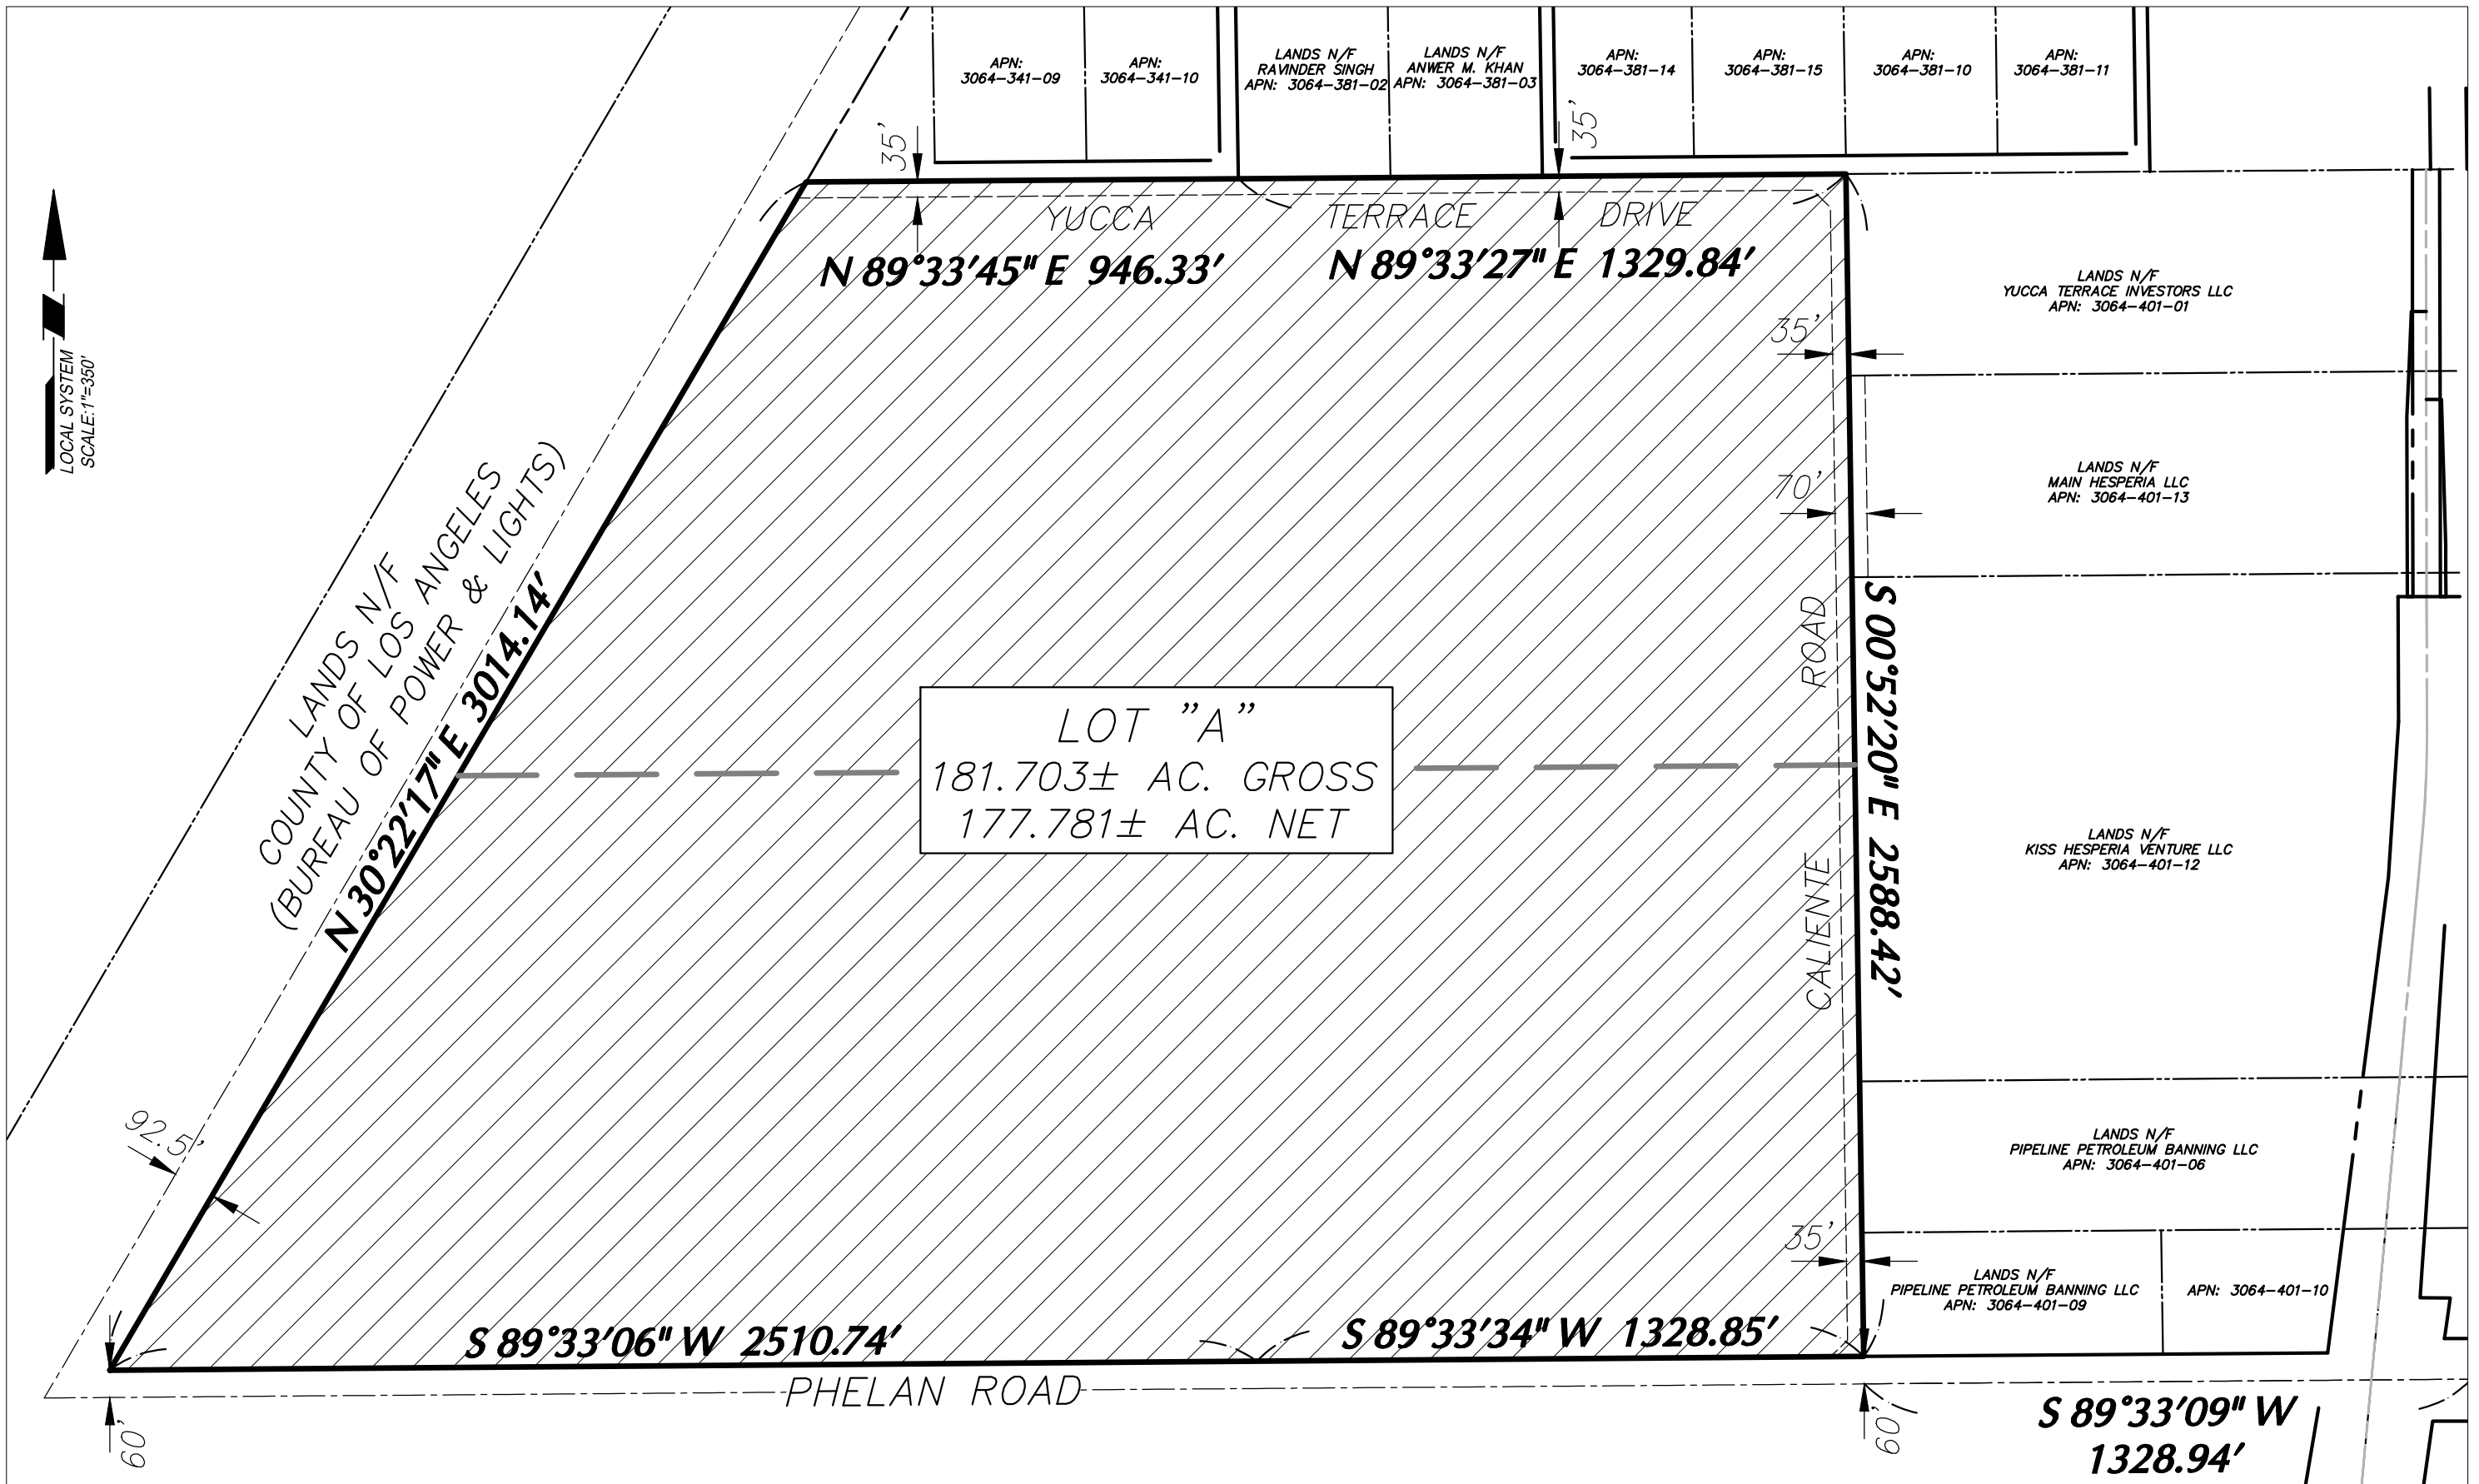 APN:
3064-341-09
APN:
3064-341-10
LANDS N/F
RAVINDER SINGH
APN: 3064-381-02
LANDS N/F
ANWER M. KHAN
APN: 3064-381-03
APN:
3064-381-14
APN:
3064-381-15
APN:
3064-381-10
APN:
3064-381-11
35'
35'
YUCCA TERRACE DRIVE
N 89°33'45" E 946.33'
N 89°33'27" E 1329.84'
LOCAL SYSTEM
SCALE:1"=350'
LANDS N/F
YUCCA TERRACE INVESTORS LLC
APN: 3064-401-01
35'
LANDS N/F
MAIN HESPERIA LLC
APN: 3064-401-13
70'
LANDS N/F
COUNTY OF LOS ANGELES
(BUREAU OF POWER & LIGHTS)
N 30°22'17" E 3014.14'
LOT "A"
181.703± AC. GROSS
177.781± AC. NET
CALIENTE ROAD
S 00°52'20" E 2588.42'
LANDS N/F
KISS HESPERIA VENTURE LLC
APN: 3064-401-12
92.5'
LANDS N/F
PIPELINE PETROLEUM BANNING LLC
APN: 3064-401-06
35'
LANDS N/F
PIPELINE PETROLEUM BANNING LLC
APN: 3064-401-09
APN: 3064-401-10
S 89°33'06" W 2510.74'
S 89°33'34" W 1328.85'
PHELAN ROAD
60'
60'
S 89°33'09" W
1328.94'